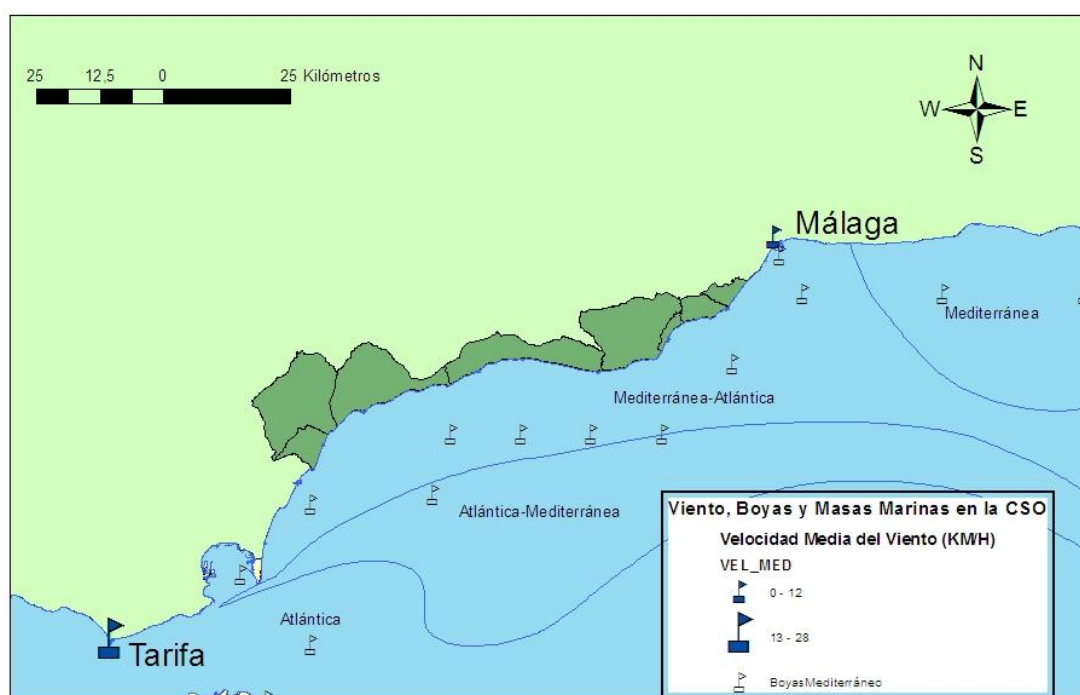 25 12,5 0 25 Kilómetros
N
W E
S
Málaga
Mediterránea
Mediterránea-Atlántica
Atlántica-Mediterránea
Atlántica
Tarifa
Viento, Boyas y Masas Marinas en la CSO
Velocidad Media del Viento (KM/H)
VEL_MED
0 - 12
13 - 28
BoyasMediterráneo